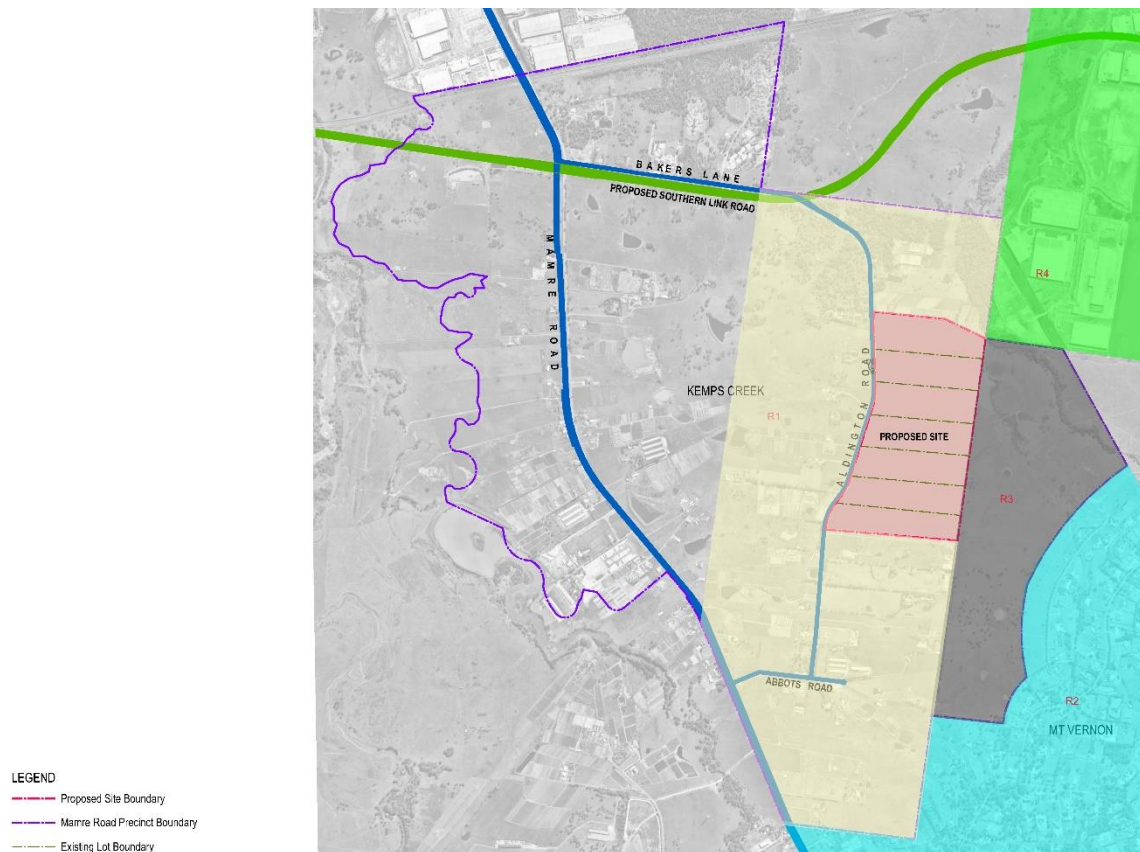 BAKERS LANE
PROPOSED SOUTHERN LINK ROAD
MAMRE ROAD
R4
ALDINGTON ROAD
KEMPS CREEK
R1
PROPOSED SITE
R3
ABBOTS ROAD
R2
MT VERNON
LEGEND
Proposed Site Boundary
Mamre Road Precinct Boundary
Existing Lot Boundary